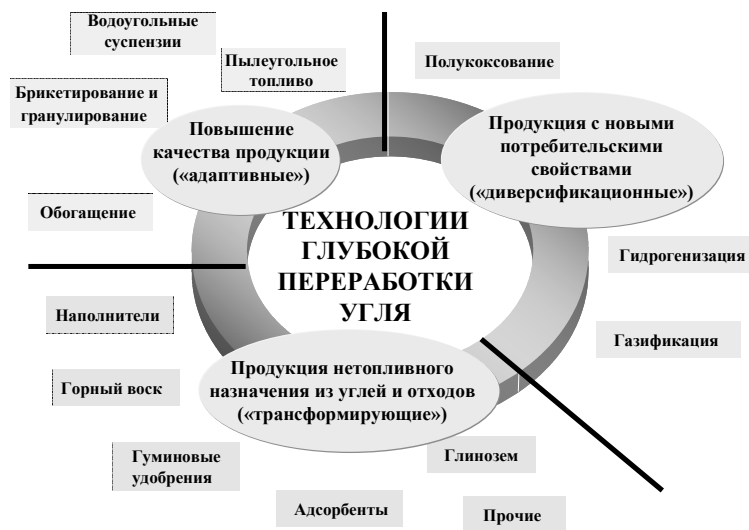 Водоугольные
суспензии
Пылеугольное
топливо
Полукоксование
Брикетирование и
гранулирование
Повышение
качества продукции
(«адаптивные»)
Продукция с новыми
потребительскими
свойствами
(«диверсификационные»)
Обогащение
ТЕХНОЛОГИИ
ГЛУБОКОЙ
ПЕРЕРАБОТКИ
УГЛЯ
Гидрогенизация
Наполнители
Газификация
Продукция нетопливного
назначения из углей и отходов
(«трансформирующие»)
Горный воск
Гуминовые
удобрения
Глинозем
Адсорбенты
Прочие